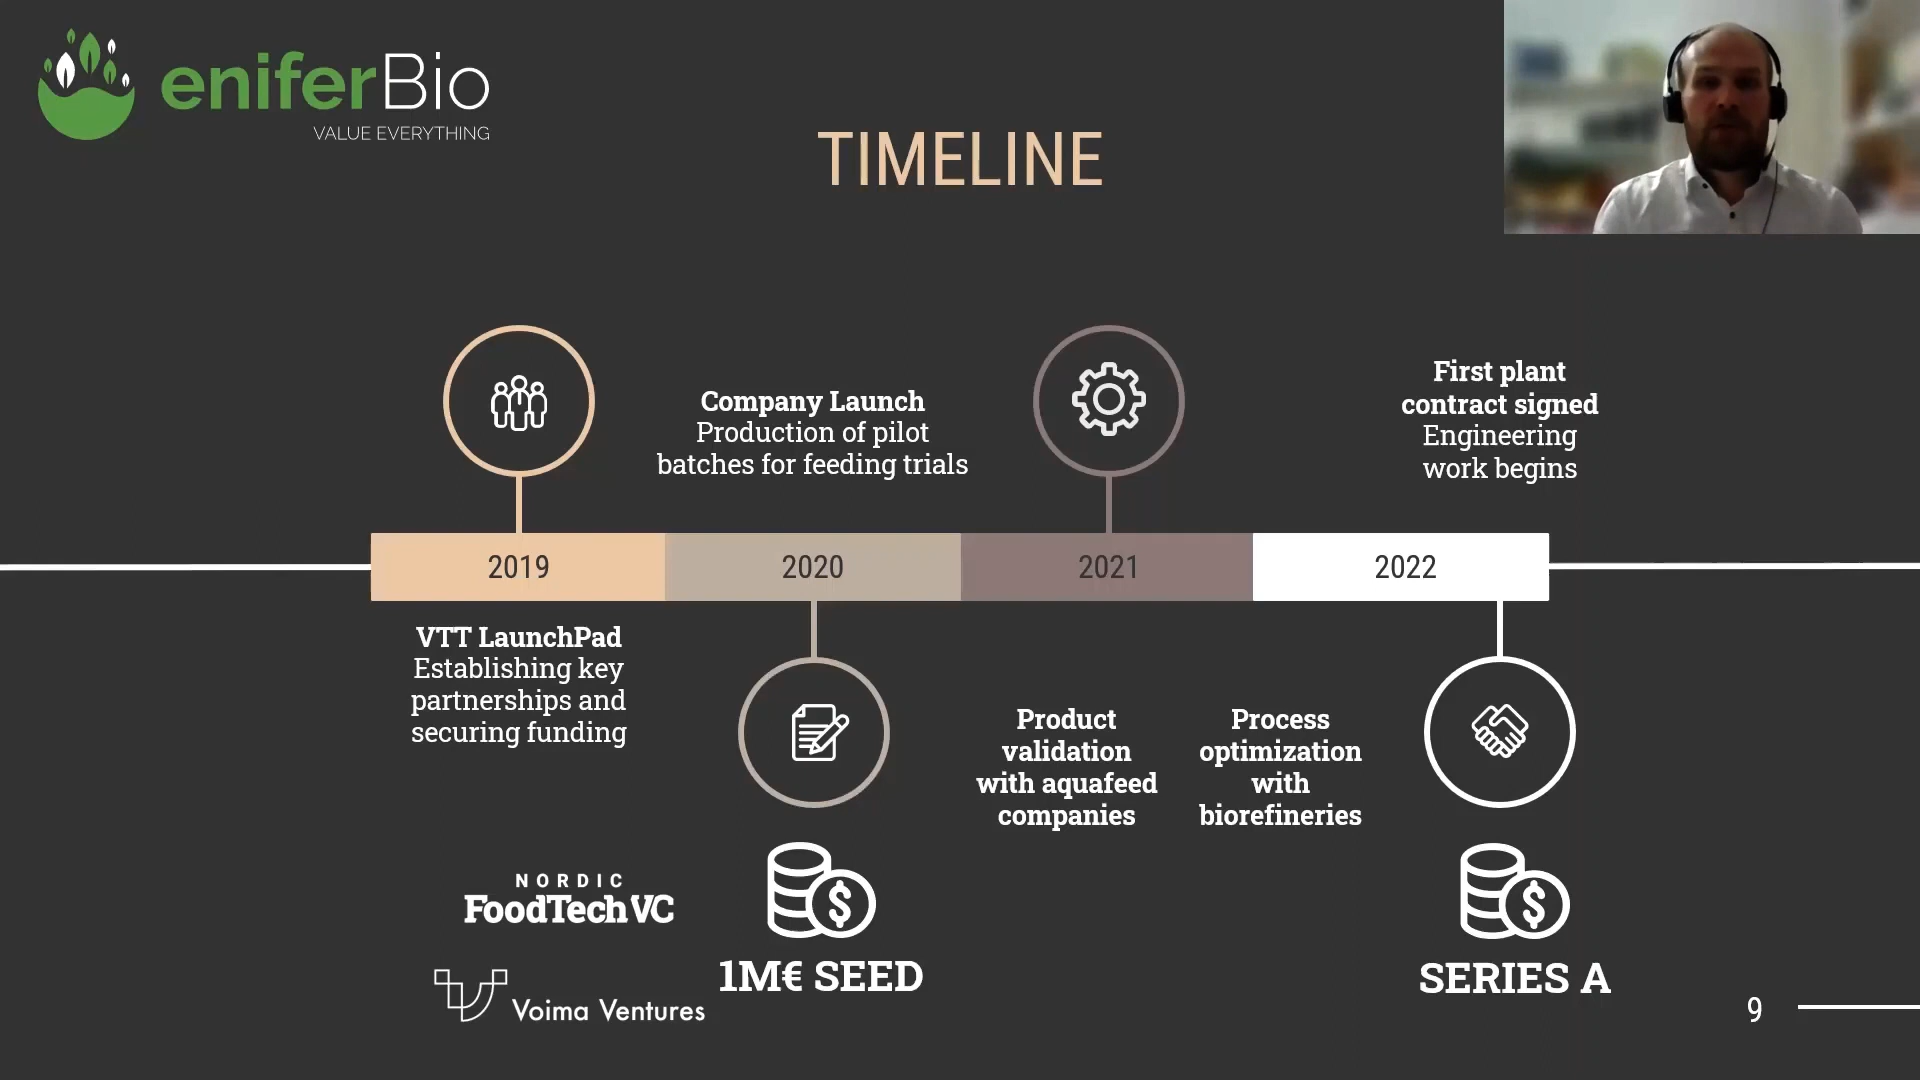 eniferBio
VALUE EVERYTHING
TIMELINE
Company Launch
Production of pilot
batches for feeding trials
First plant
contract signed
Engineering
work begins
2019
2020
2021
2022
VTT LaunchPad
Establishing key
partnerships and
securing funding
Product
validation
with aquafeed
companies
Process
optimization
with
biorefineries
NORDIC
FoodTechVC
$
1M€ SEED
Voima Ventures
$
SERIES A
9